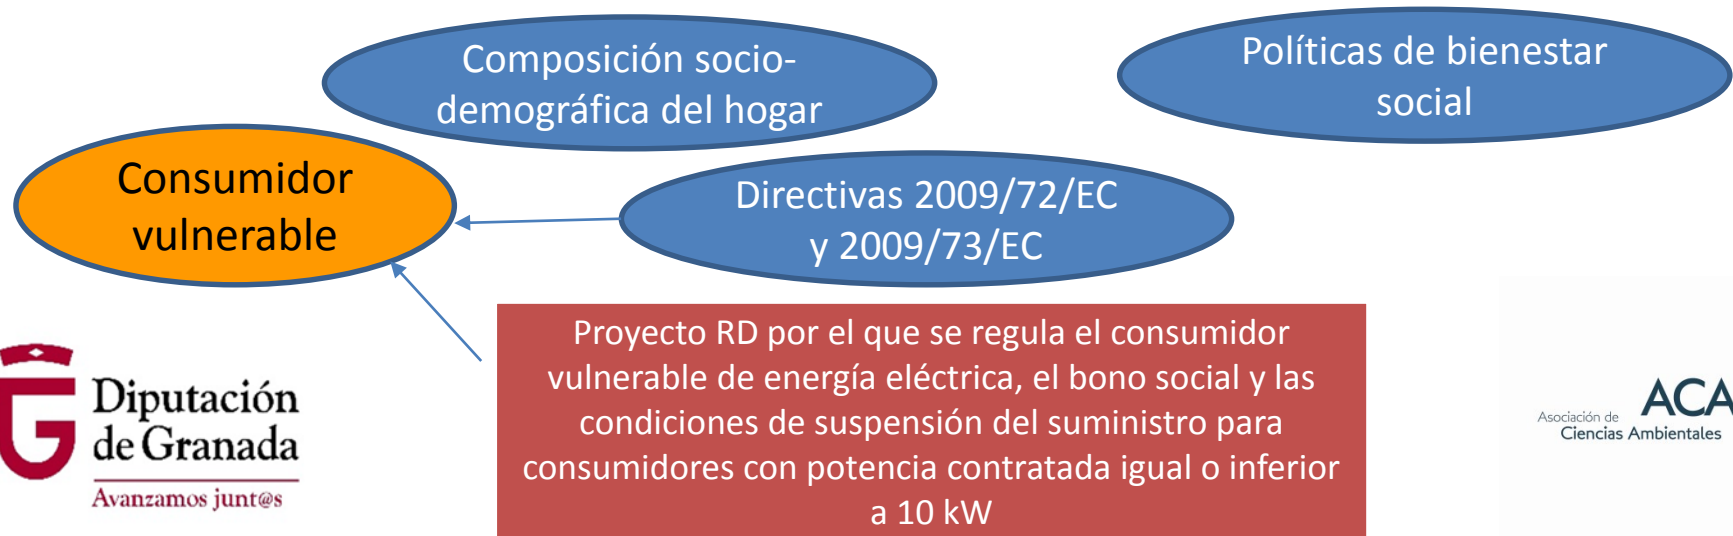 Composición socio-
demográfica del hogar
Políticas de bienestar
social
Consumidor
vulnerable
Directivas 2009/72/EC
y 2009/73/EC
Proyecto RD por el que se regula el consumidor
vulnerable de energía eléctrica, el bono social y las
condiciones de suspensión del suministro para
consumidores con potencia contratada igual o inferior
a 10 kW
Diputación
de Granada
Avanzamos junt@s
ACA
Asociación de
Ciencias Ambientales